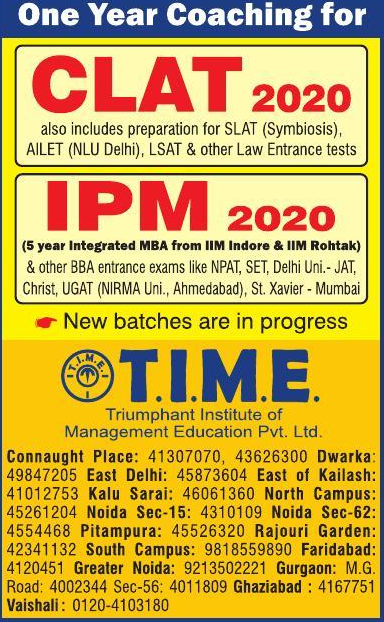 One Year Coaching for
CLAT 2020
also includes preparation for SLAT (Symbiosis),
AILET (NLU Delhi), LSAT & other Law Entrance tests
IPM 2020
(5 year Integrated MBA from IIM Indore & IIM Rohtak)
& other BBA entrance exams like NPAT, SET, Delhi Uni.- JAT,
Christ, UGAT (NIRMA Uni., Ahmedabad), St. Xavier - Mumbai
☛ New batches are in progress
T.I.M.E.
T.I.M.E.
Triumphant Institute of
Management Education Pvt. Ltd.
Connaught Place: 41307070, 43626300 Dwarka:
49847205 East Delhi: 45873604 East of Kailash:
41012753 Kalu Sarai: 46061360 North Campus:
45261204 Noida Sec-15: 4310109 Noida Sec-62:
4554468 Pitampura: 45526320 Rajouri Garden:
42341132 South Campus: 9818559890 Faridabad:
4120451 Greater Noida: 9213502221 Gurgaon: M.G.
Road: 4002344 Sec-56: 4011809 Ghaziabad : 4167751
Vaishali : 0120-4103180